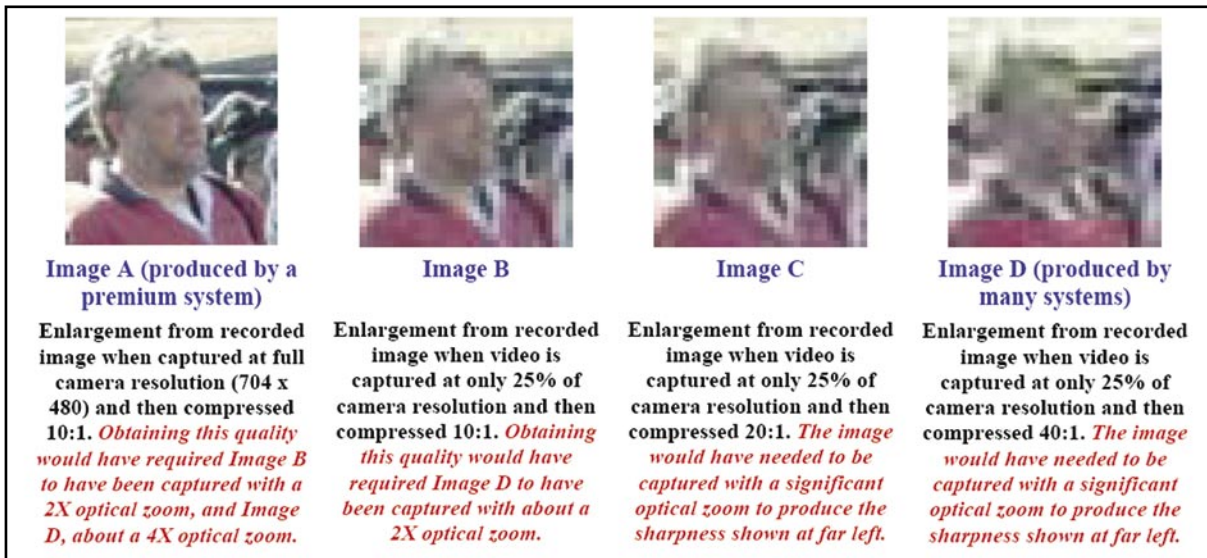 Image A (produced by a
premium system)
Enlargement from recorded
image when captured at full
camera resolution (704 x
480) and then compressed
10:1. Obtaining this quality
would have required Image B
to have been captured with a
2X optical zoom, and Image
D, about a 4X optical zoom.
Image B
Enlargement from recorded
image when video is
captured at only 25% of
camera resolution and then
compressed 10:1. Obtaining
this quality would have
required Image D to have
been captured with about a
2X optical zoom.
Image C
Enlargement from recorded
image when video is
captured at only 25% of
camera resolution and then
compressed 20:1. The image
would have needed to be
captured with a significant
optical zoom to produce the
sharpness shown at far left.
Image D (produced by
many systems)
Enlargement from recorded
image when video is
captured at only 25% of
camera resolution and then
compressed 40:1. The image
would have needed to be
captured with a significant
optical zoom to produce the
sharpness shown at far left.